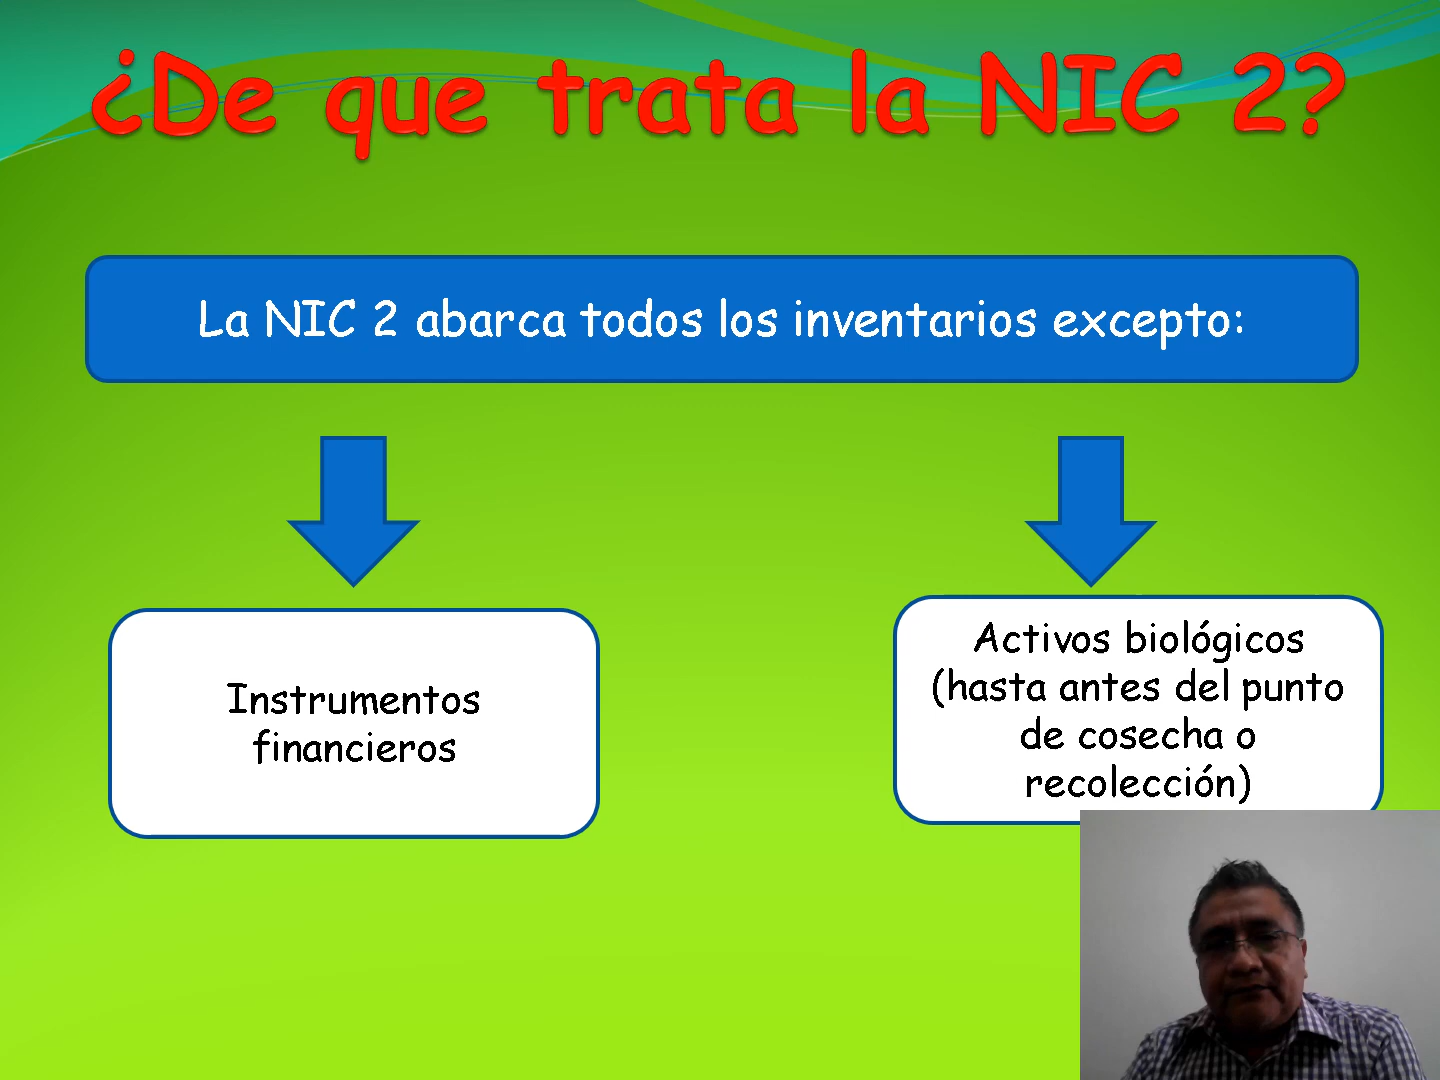 ¿De que trata la NIC 2?
La NIC 2 abarca todos los inventarios excepto:
Instrumentos
financieros
Activos biológicos
(hasta antes del punto
de cosecha o
recolección)